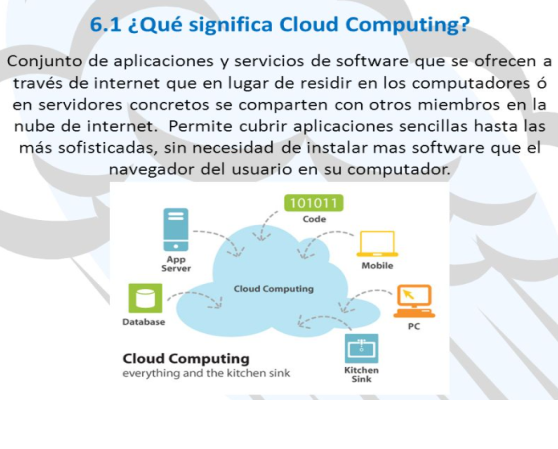 6.1 ¿Qué significa Cloud Computing?
Conjunto de aplicaciones y servicios de software que se ofrecen a
través de internet que en lugar de residir en los computadores ó
en servidores concretos se comparten con otros miembros en la
nube de internet. Permite cubrir aplicaciones sencillas hasta las
más sofisticadas, sin necesidad de instalar mas software que el
navegador del usuario en su computador.
101011
Code
App
Server
Mobile
Cloud Computing
Database
PC
Cloud Computing
everything and the kitchen sink
Kitchen
Sink